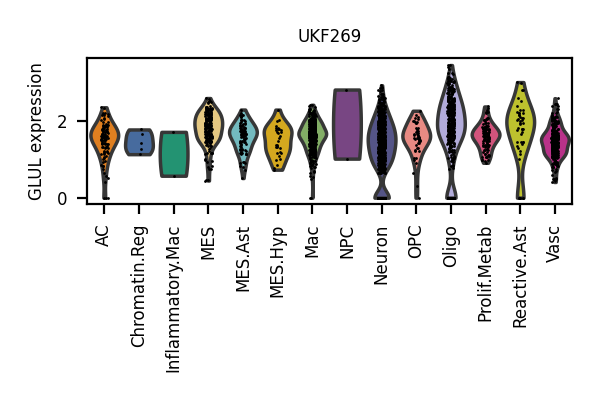 UKF269
GLUL expression
2
0
AC
Chromatin.Reg
Inflammatory.Mac
MES
MES.Ast
MES.Hyp
Mac
NPC
Neuron
OPC
Oligo
Prolif.Metab
Reactive.Ast
Vasc